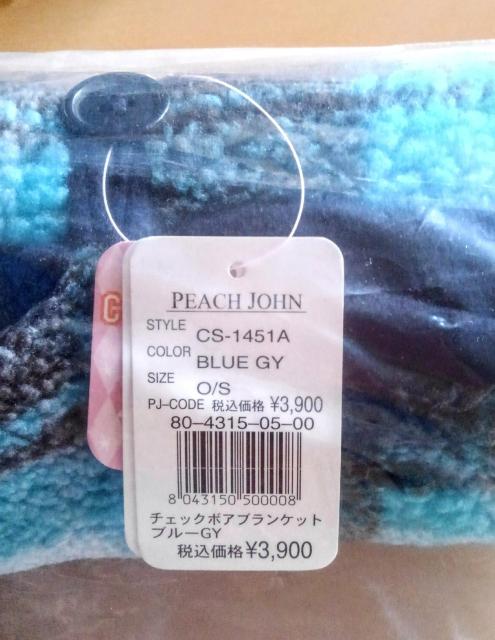 C
PEACH JOHN
STYLE CS-1451A
COLOR BLUE GY
SIZE O/S
PJ-CODE 税込価格 ¥3,900
80-4315-05-00
8 043150 500008
チェックボアブランケット
ブルーGY
税込価格¥3,900